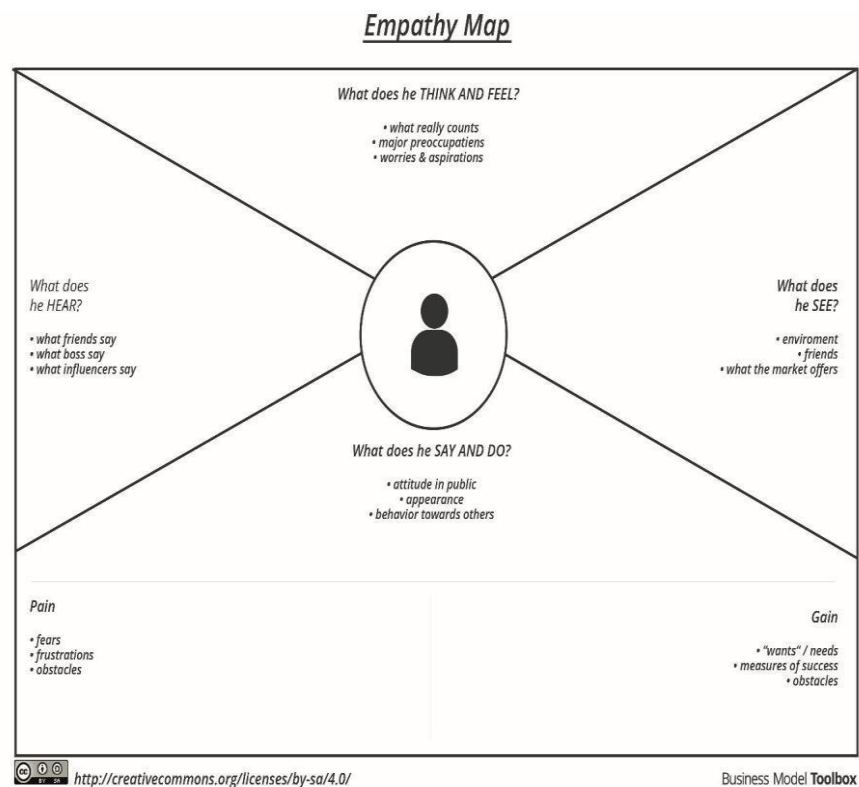 Empathy Map
What does he THINK AND FEEL?
• what really counts
• major preoccupatiens
• worries & aspirations
What does
he HEAR?
• what friends say
• what boss say
• what influencers say
What does
he SEE?
• enviroment
• friends
• what the market offers
What does he SAY AND DO?
• attitude in public
• appearance
• behavior towards others
Pain
• fears
• frustrations
• obstacles
Gain
• "wants" / needs
• measures of success
• obstacles
cc BY SA
http://creativecommons.org/licenses/by-sa/4.0/
Business Model Toolbox